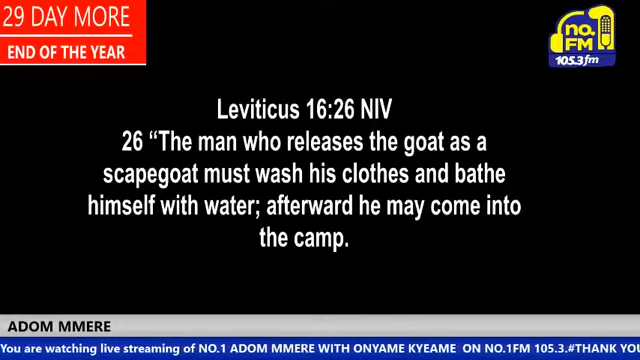 29 DAY MORE
END OF THE YEAR
no.
FM
105.3fm
Leviticus 16:26 NIV
26 “The man who releases the goat as a
scapegoat must wash his clothes and bathe
himself with water; afterward he may come into
the camp.
ADOM MMERE
You are watching live streaming of NO.1 ADOM MMERE WITH ONYAME KYEAME ON NO.1FM 105.3.#THANK YOU